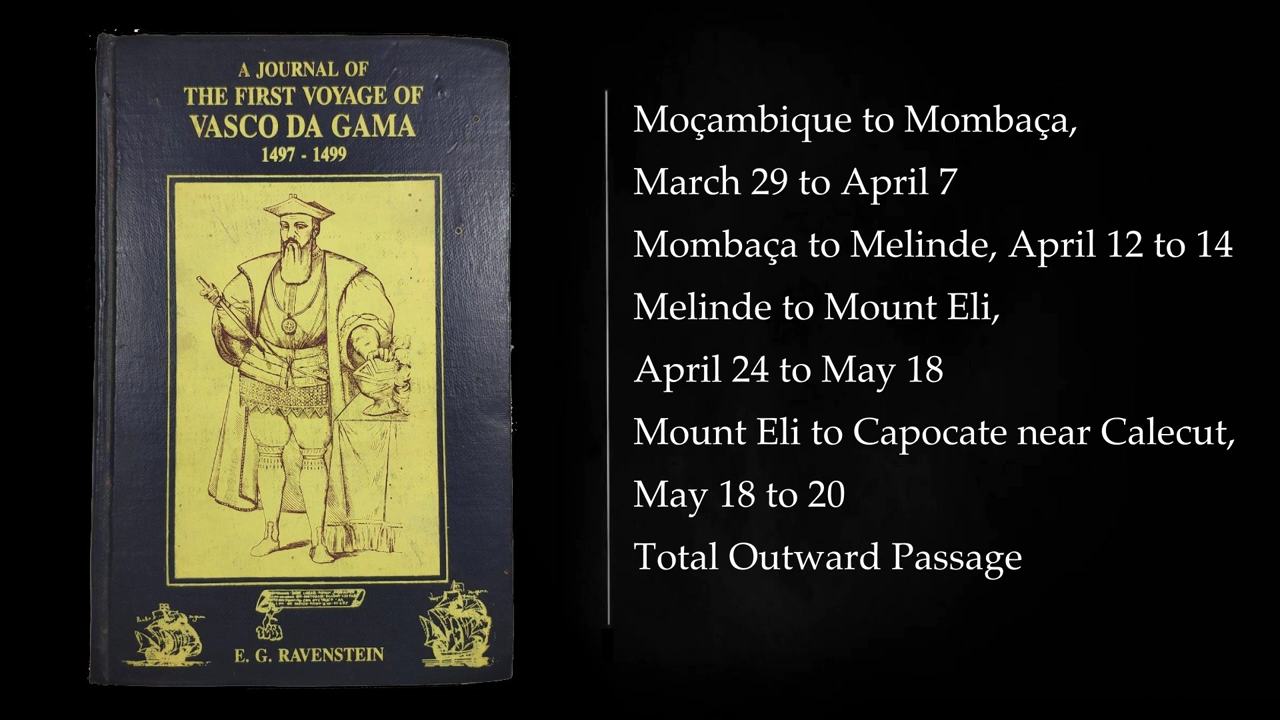 A JOURNAL OF
THE FIRST VOYAGE OF
VASCO DA GAMA
1497 - 1499
E. G. RAVENSTEIN
Moçambique to Mombaça,
March 29 to April 7
Mombaça to Melinde, April 12 to 14
Melinde to Mount Eli,
April 24 to May 18
Mount Eli to Capocate near Calecut,
May 18 to 20
Total Outward Passage